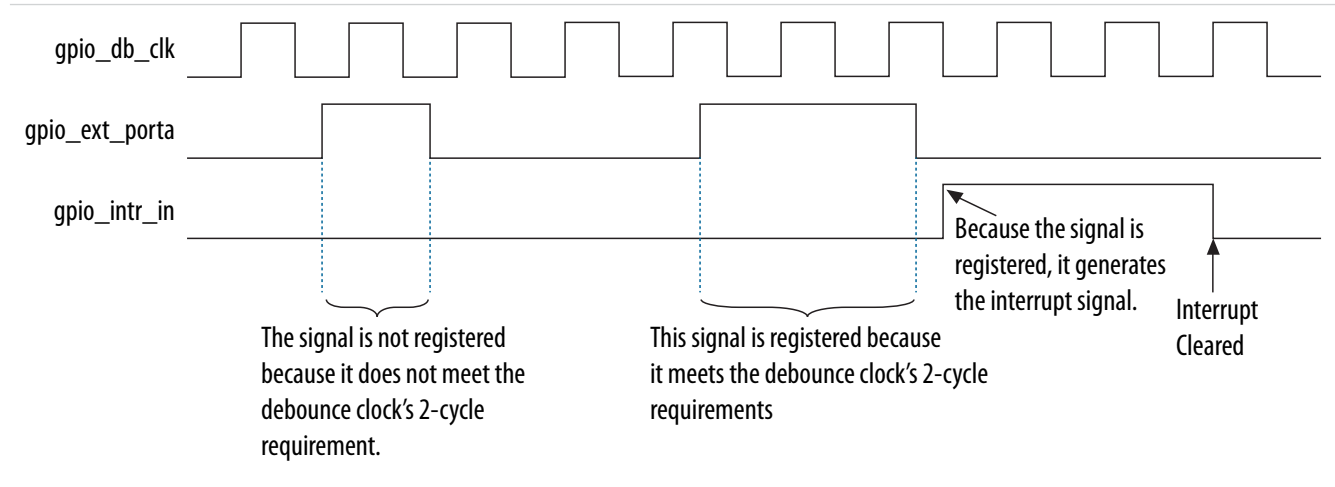 gpio_db_clk
gpio_ext_porta
gpio_intr_in
Because the signal is
registered, it generates
the interrupt signal.
Interrupt
Cleared
The signal is not registered
because it does not meet the
debounce clock’s 2-cycle
requirement.
This signal is registered because
it meets the debounce clock’s 2-cycle
requirements